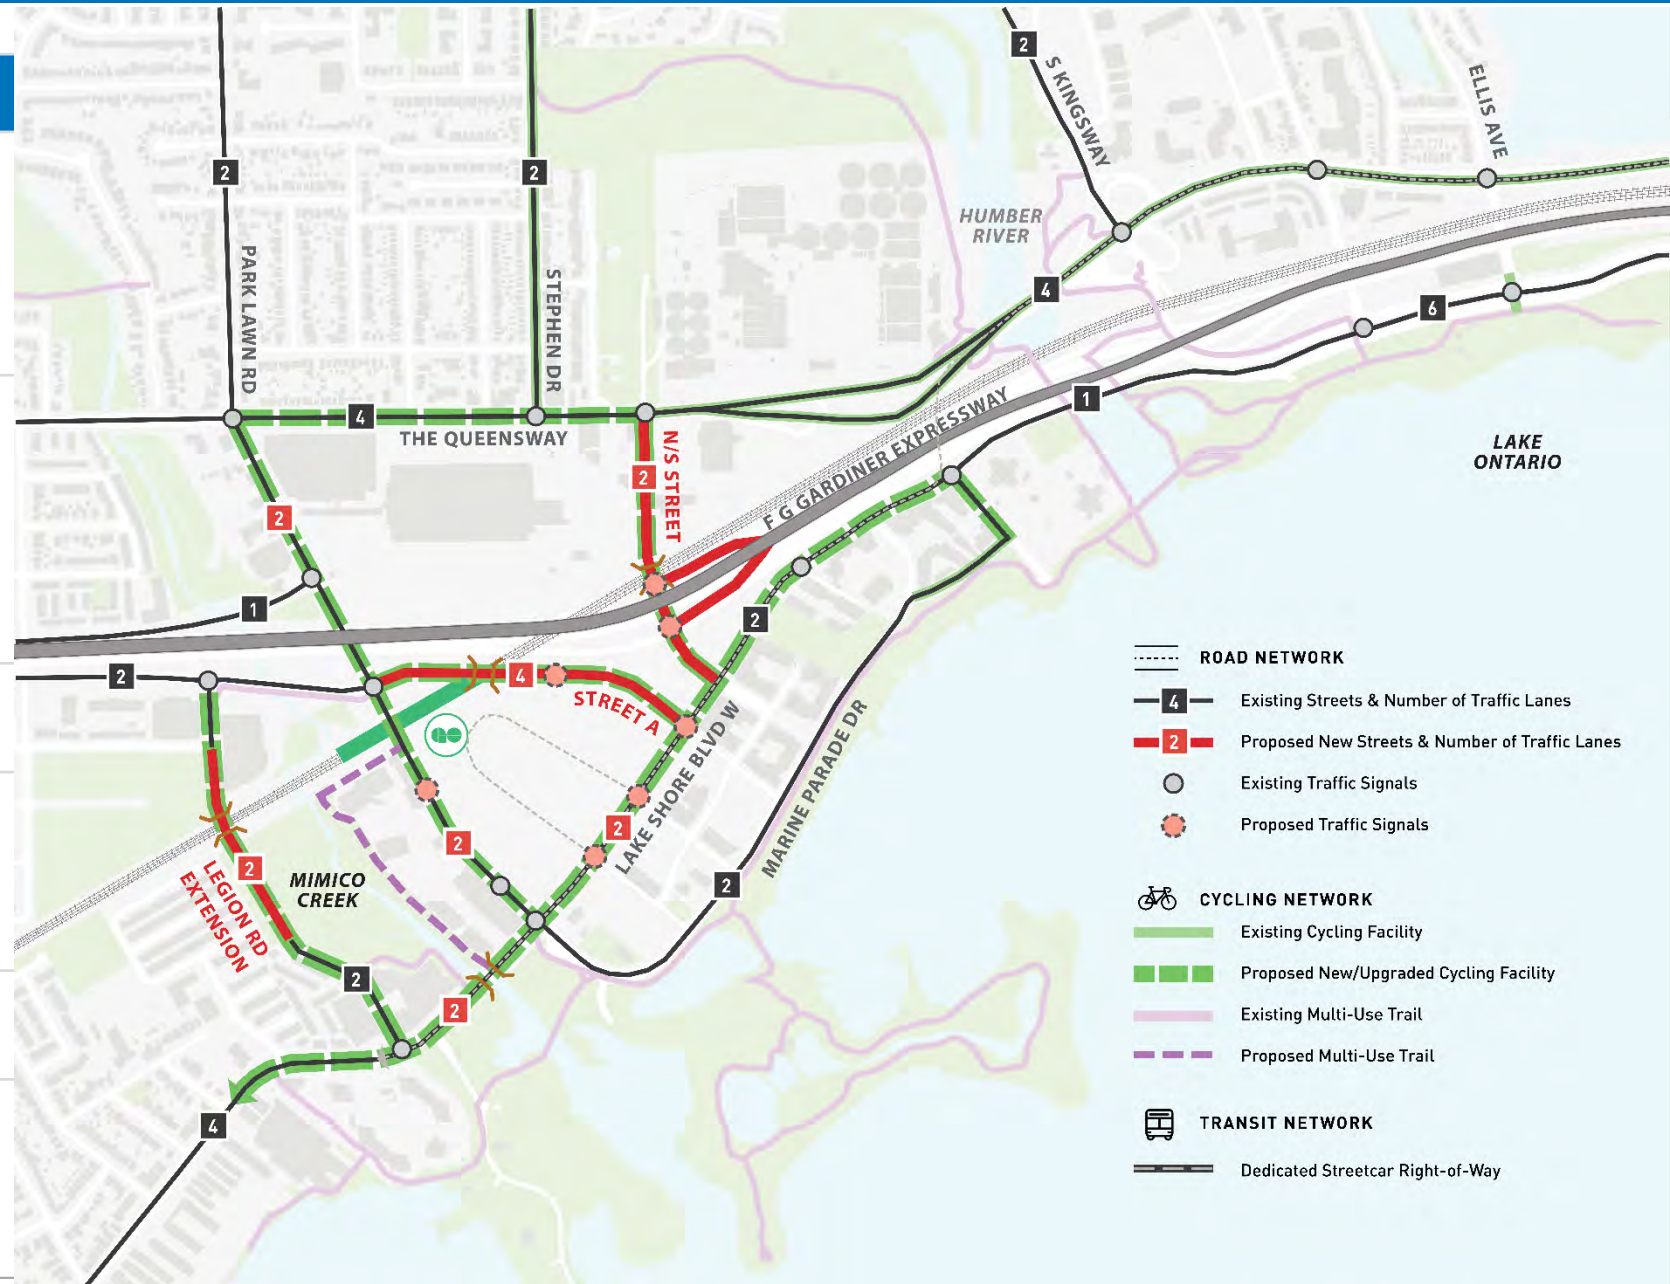 2
S KINGSWAY
ELLIS AVE
2
2
HUMBER
RIVER
PARK LAWN RD
STEPHEN DR
4
6
1
4
THE QUEENSWAY
N/S STREET
F G GARDINER EXPRESSWAY
LAKE
ONTARIO
2
2
1
2
2
4
STREET A
LAKE SHORE BLVD W
MARINE PARADE DR
2
2
2
LEGION RD
EXTENSION
MIMICO
CREEK
2
2
2
4
ROAD NETWORK
4 Existing Streets & Number of Traffic Lanes
2 Proposed New Streets & Number of Traffic Lanes
Existing Traffic Signals
Proposed Traffic Signals
CYCLING NETWORK
Existing Cycling Facility
Proposed New/Upgraded Cycling Facility
Existing Multi-Use Trail
Proposed Multi-Use Trail
TRANSIT NETWORK
Dedicated Streetcar Right-of-Way